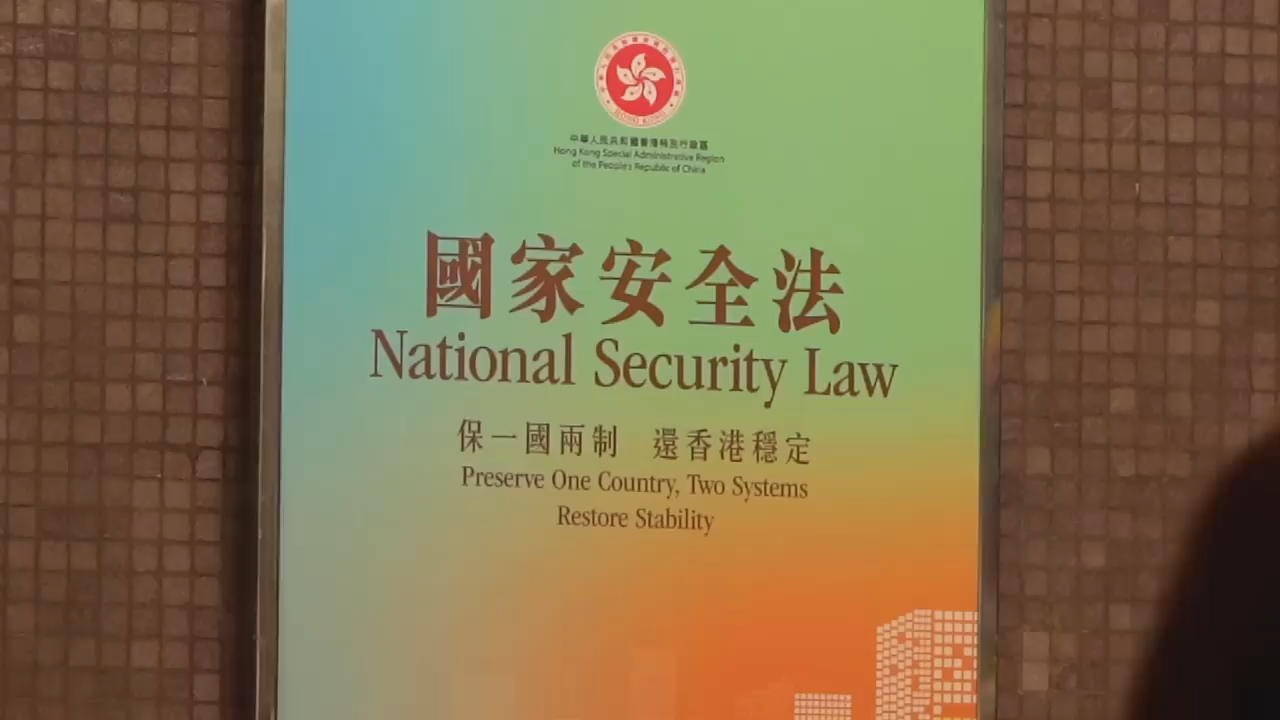 HONG KONG
中華人民共和國香港特別行政區
Hong Kong Special Administrative Region
of the People's Republic of China
國家安全法
National Security Law
保一國兩制 還香港穩定
Preserve One Country, Two Systems
Restore Stability